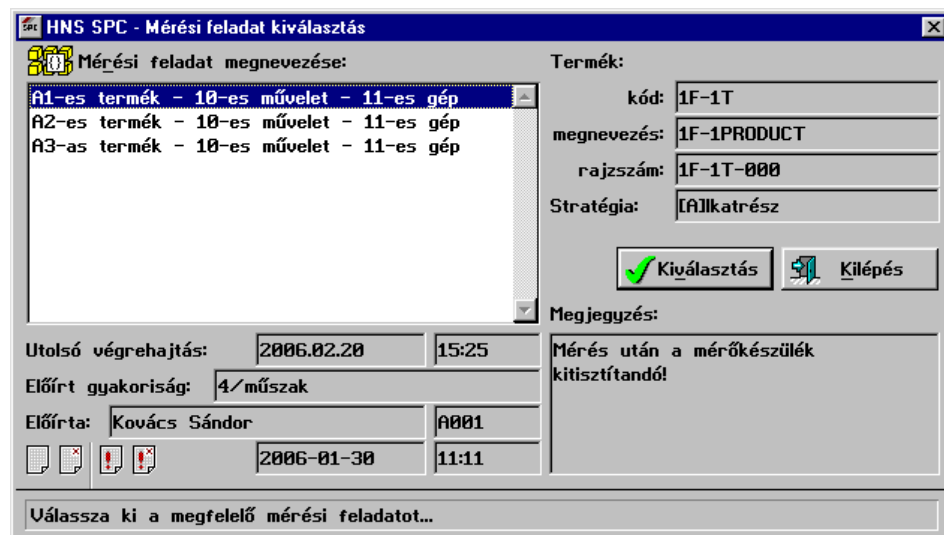 HNS SPC - Mérési feladat kiválasztás
Mérési feladat megnevezése:
A1-es termék - 10-es művelet - 11-es gép
A2-es termék - 10-es művelet - 11-es gép
A3-as termék - 10-es művelet - 11-es gép
Utolsó végrehajtás: 2006.02.20 15:25
Előírt gyakoriság: 4/műszak
Előírta: Kovács Sándor A001
2006-01-30 11:11
Termék:
kód: 1F-1T
megnevezés: 1F-1PRODUCT
rajzszám: 1F-1T-000
Stratégia: [A]lkatrész
Kiválasztás Kilépés
Megjegyzés:
Mérés után a mérőkészülék
kitisztítandó!
Válassza ki a megfelelő mérési feladatot...